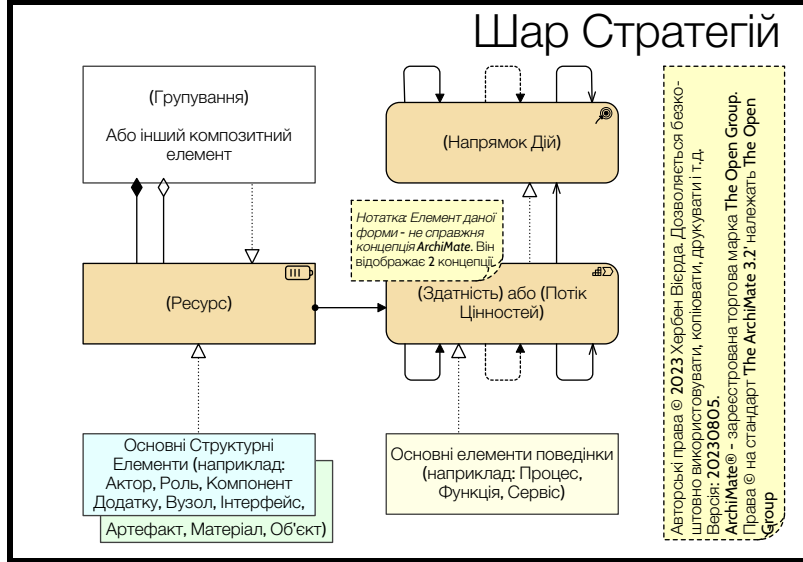 Шар Стратегій
(Групування)
Або інший композитний
елемент
(Напрямок Дій)
Нотатка: Елемент даної
форми - не справжня
концепція ArchiMate. Він
відображає 2 концепції.
(Ресурс)
(Здатність) або (Потік
Цінностей)
Основні Структурні
Елементи (наприклад:
Актор, Роль, Компонент
Додатку, Вузол, Інтерфейс,
Артефакт, Матеріал, Об'єкт)
Основні елементи поведінки
(наприклад: Процес,
Функція, Сервіс)
Авторські права © 2023 Хербен Вієрда. Дозволяється безко-
штовно використовувати, копіювати, друкувати і т.д.
Версія: 20230805.
ArchiMate® - зареєстрована торгова марка The Open Group.
Права © на стандарт 'The ArchiMate 3.2' належать The Open
Group